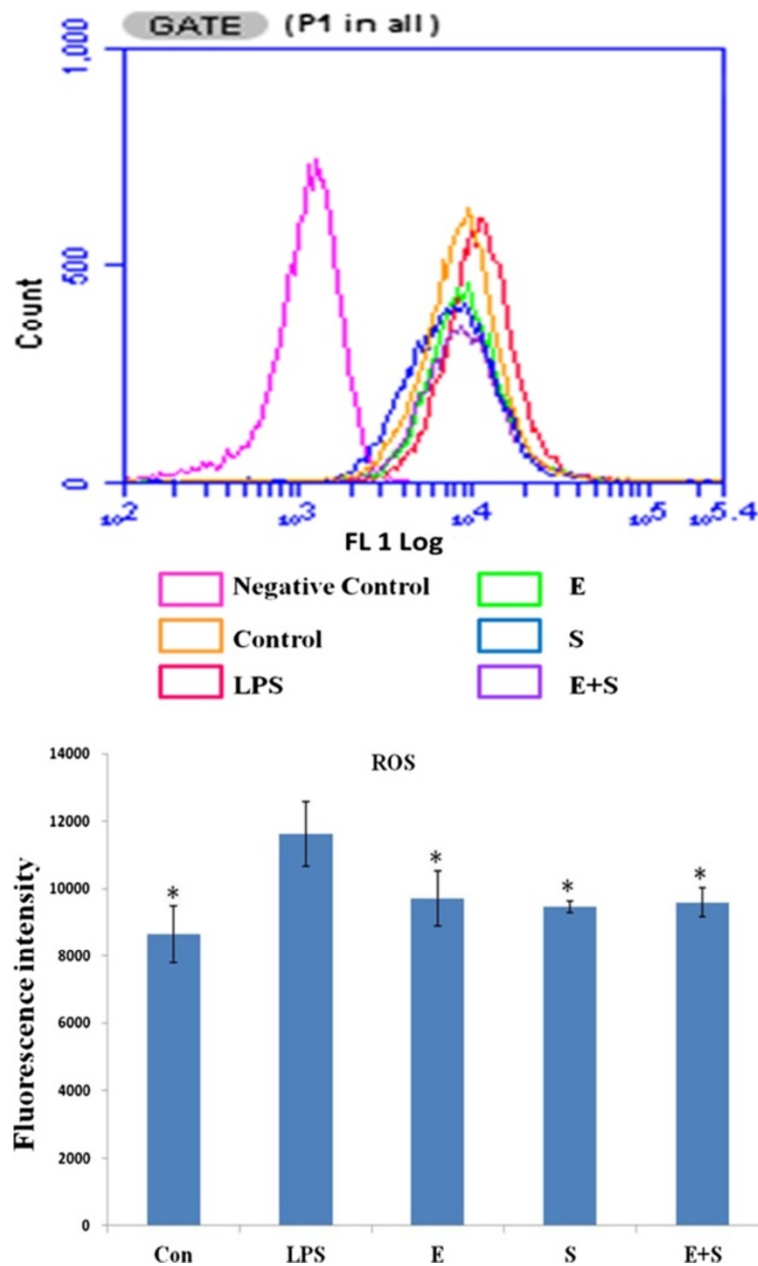 GATE (P1 in all)
1,000
500
0
Count
10^2 10^3 10^4 10^5 10^5.4
FL 1 Log
Negative Control E
Control S
LPS E+S
ROS
14000
12000
10000
8000
6000
4000
2000
0
Fluorescence intensity
* * * *
Con LPS E S E+S